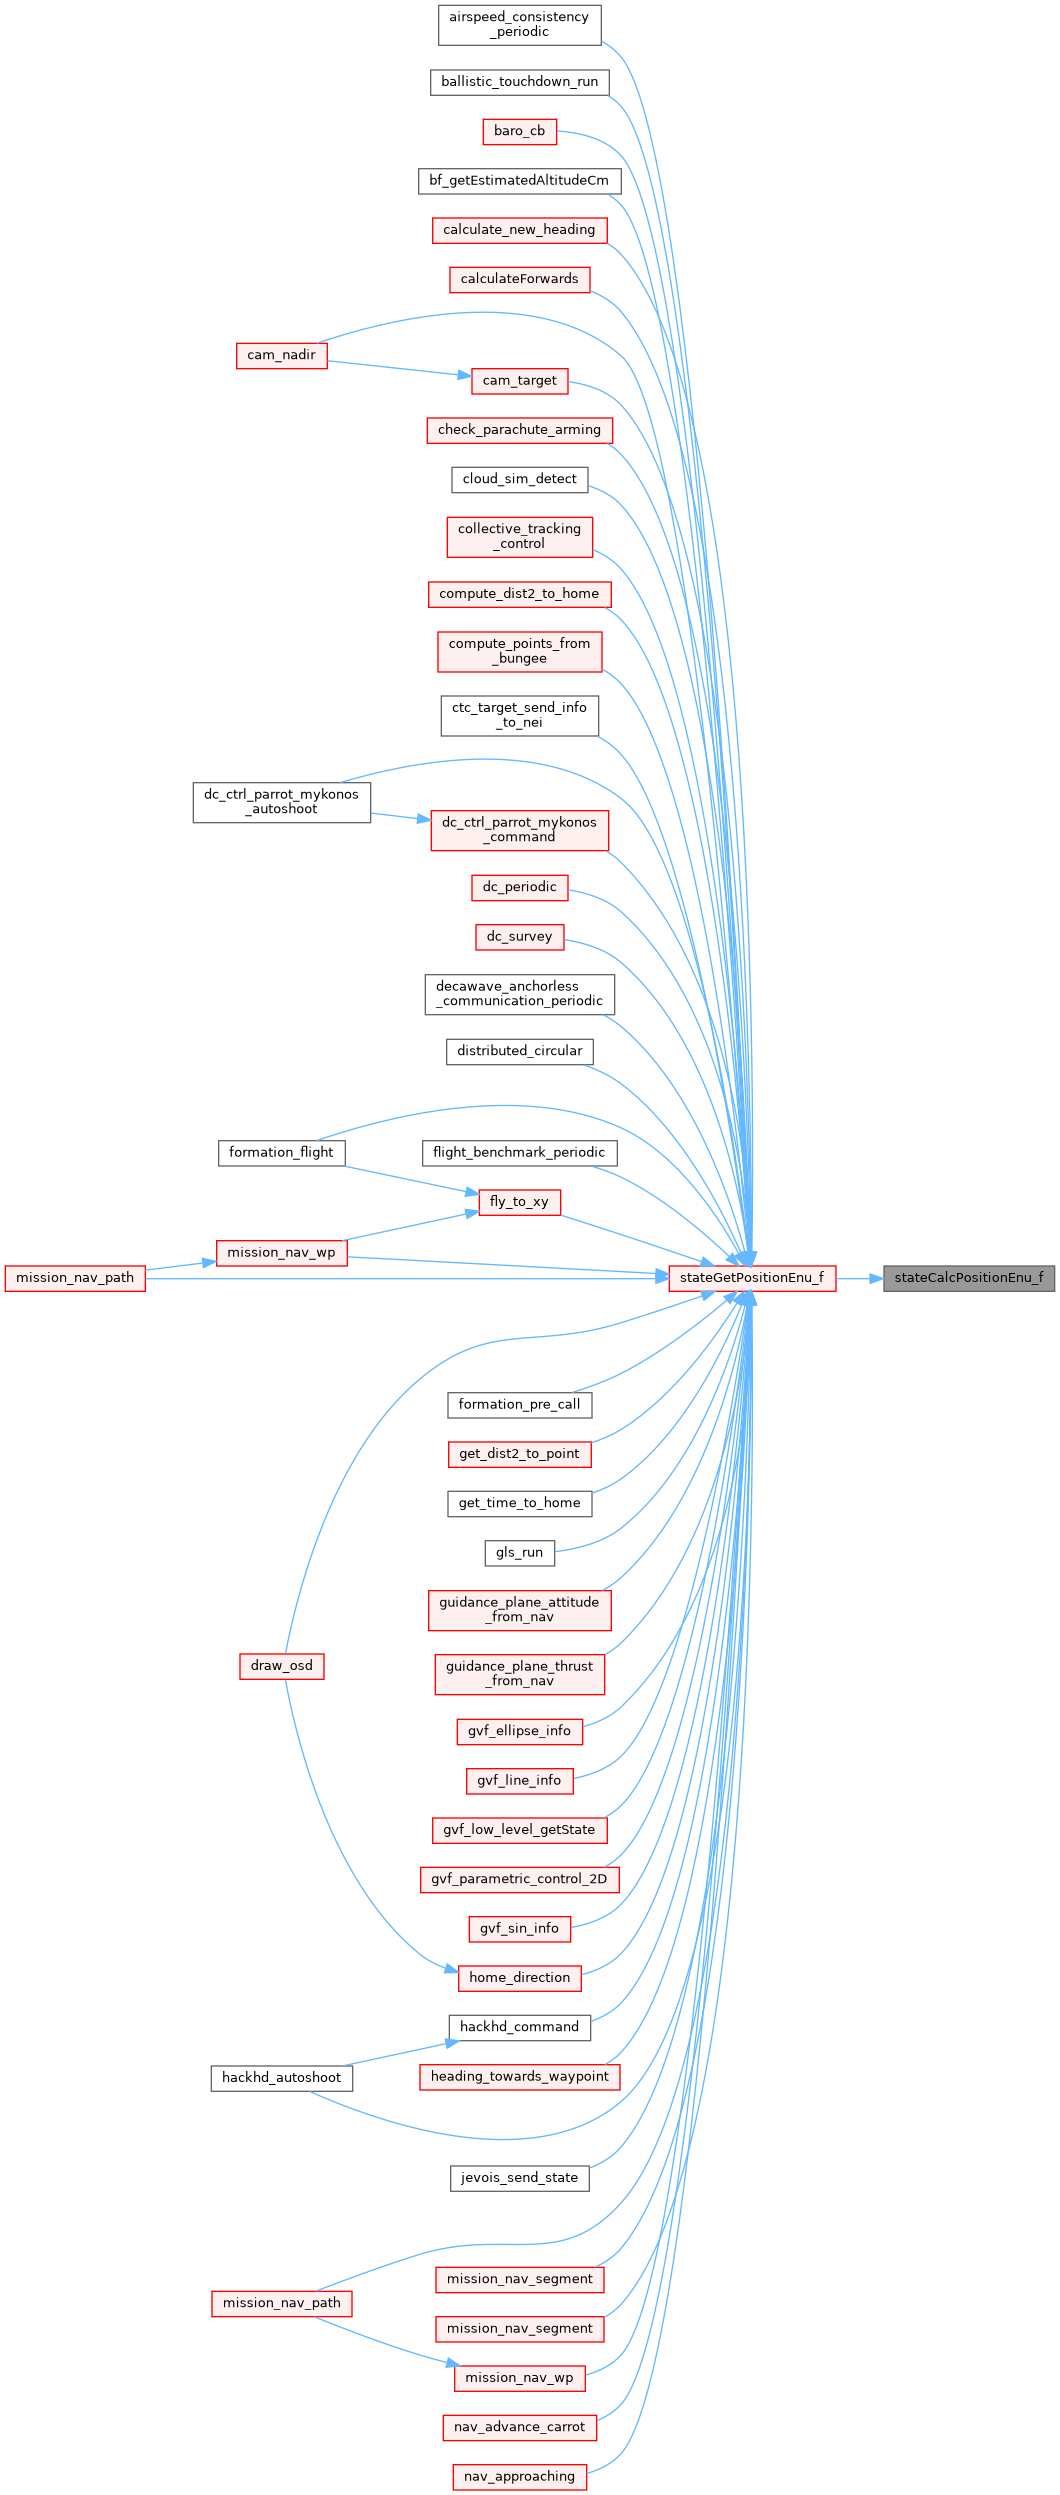 airspeed_consistency
_periodic
ballistic_touchdown_run
baro_cb
bf_getEstimatedAltitudeCm
calculate_new_heading
calculateForwards
cam_nadir
cam_target
check_parachute_arming
cloud_sim_detect
collective_tracking
_control
compute_dist2_to_home
compute_points_from
_bungee
ctc_target_send_info
_to_nei
dc_ctrl_parrot_mykonos
_autoshoot
dc_ctrl_parrot_mykonos
_command
dc_periodic
dc_survey
decawave_anchorless
_communication_periodic
distributed_circular
formation_flight
flight_benchmark_periodic
fly_to_xy
mission_nav_wp
mission_nav_path
stateGetPositionEnu_f
stateCalcPositionEnu_f
formation_pre_call
get_dist2_to_point
get_time_to_home
gls_run
guidance_plane_attitude
_from_nav
draw_osd
guidance_plane_thrust
_from_nav
gvf_ellipse_info
gvf_line_info
gvf_low_level_getState
gvf_parametric_control_2D
gvf_sin_info
home_direction
hackhd_command
hackhd_autoshoot
heading_towards_waypoint
jevois_send_state
mission_nav_segment
mission_nav_path
mission_nav_segment
mission_nav_wp
nav_advance_carrot
nav_approaching